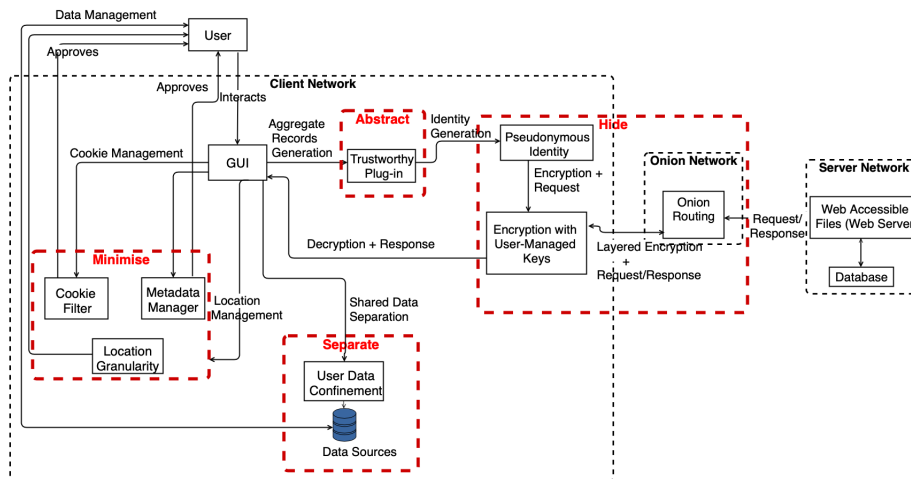 Data Management
User
Approves
Client Network
Approves
Interacts
Abstract
Aggregate
Records
Generation
Identity
Generation
Hide
Pseudonymous
Identity
Cookie Management
GUI
Trustworthy
Plug-in
Onion Network
Server Network
Encryption +
Request
Onion
Routing
Web Accessible
Files (Web Server
Request/
Response
Encryption with
User-Managed
Keys
Decryption + Response
Layered Encryption
+
Request/Response
Minimise
Database
Cookie
Filter
Metadata
Manager
Location
Management
Shared Data
Separation
Location
Granularity
Separate
User Data
Confinement
Data Sources